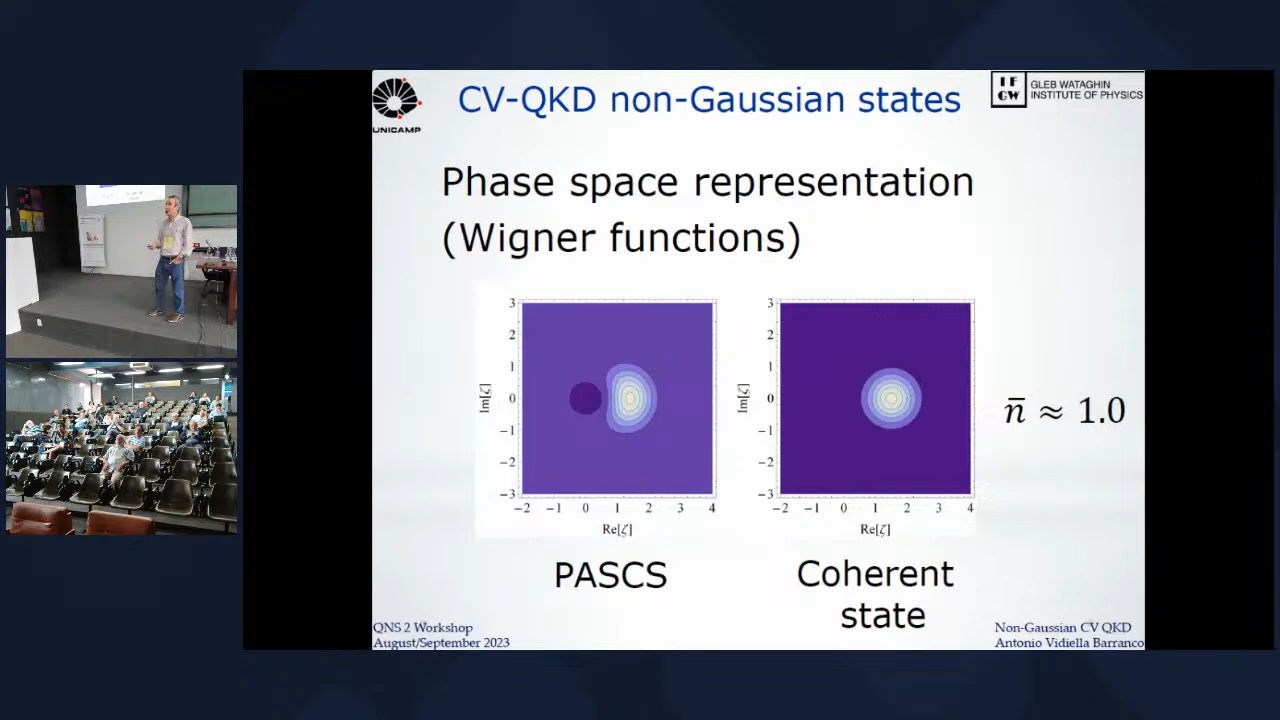 UNICAMP
CV-QKD non-Gaussian states
I F
GW
GLEB WATAGHIN
INSTITUTE OF PHYSICS
Phase space representation
(Wigner functions)
3
2
1
0
−1
−2
−3
Im[ζ]
−2 −1 0 1 2 3 4
Re[ζ]
PASCS
3
2
1
0
−1
−2
−3
Im[ζ]
−2 −1 0 1 2 3 4
Re[ζ]
Coherent
state
n̄ ≈ 1.0
QNS 2 Workshop
August/September 2023
Non-Gaussian CV QKD
Antonio Vidiella Barranco